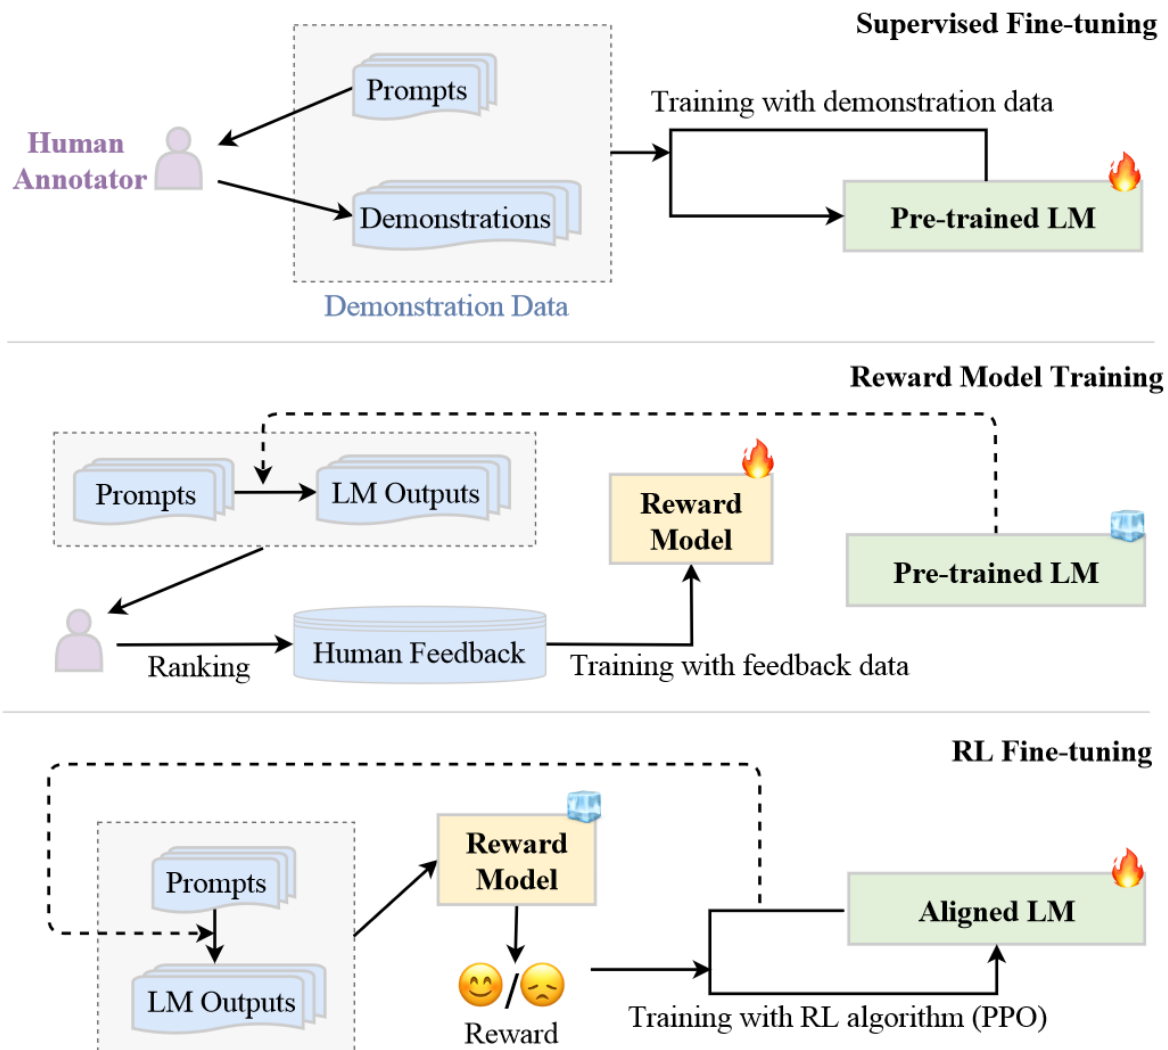 Supervised Fine-tuning
Prompts
Training with demonstration data
Human
Annotator
Demonstrations
Pre-trained LM
Demonstration Data
Reward Model Training
Prompts
LM Outputs
Reward
Model
Pre-trained LM
Ranking
Human Feedback
Training with feedback data
RL Fine-tuning
Prompts
Reward
Model
Aligned LM
LM Outputs
/
Reward
Training with RL algorithm (PPO)